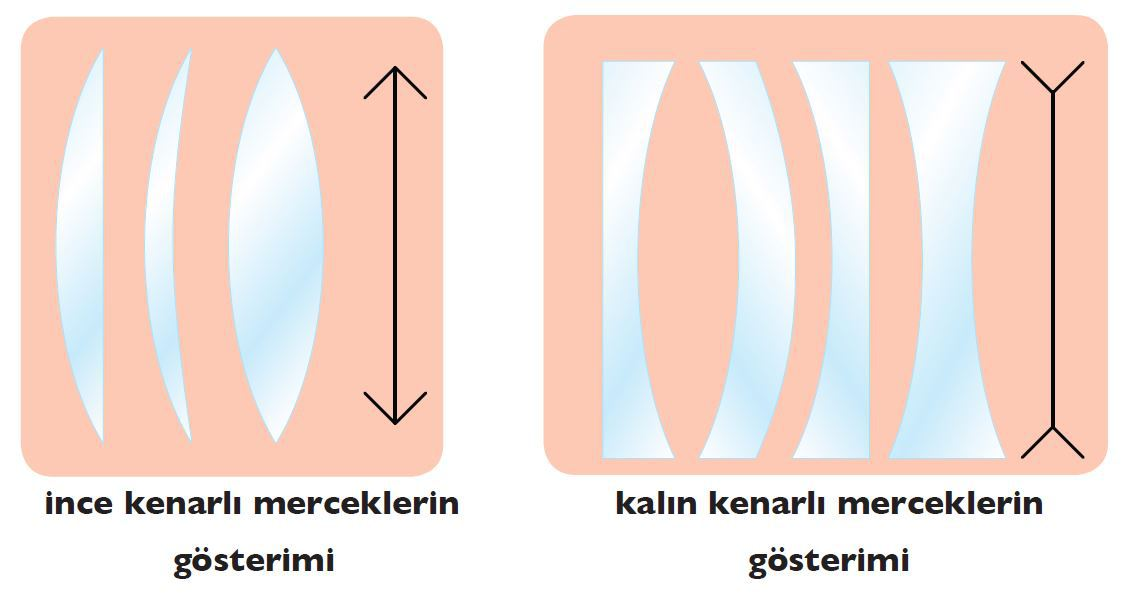 ince kenarlı merceklerin
gösterimi
kalın kenarlı merceklerin
gösterimi